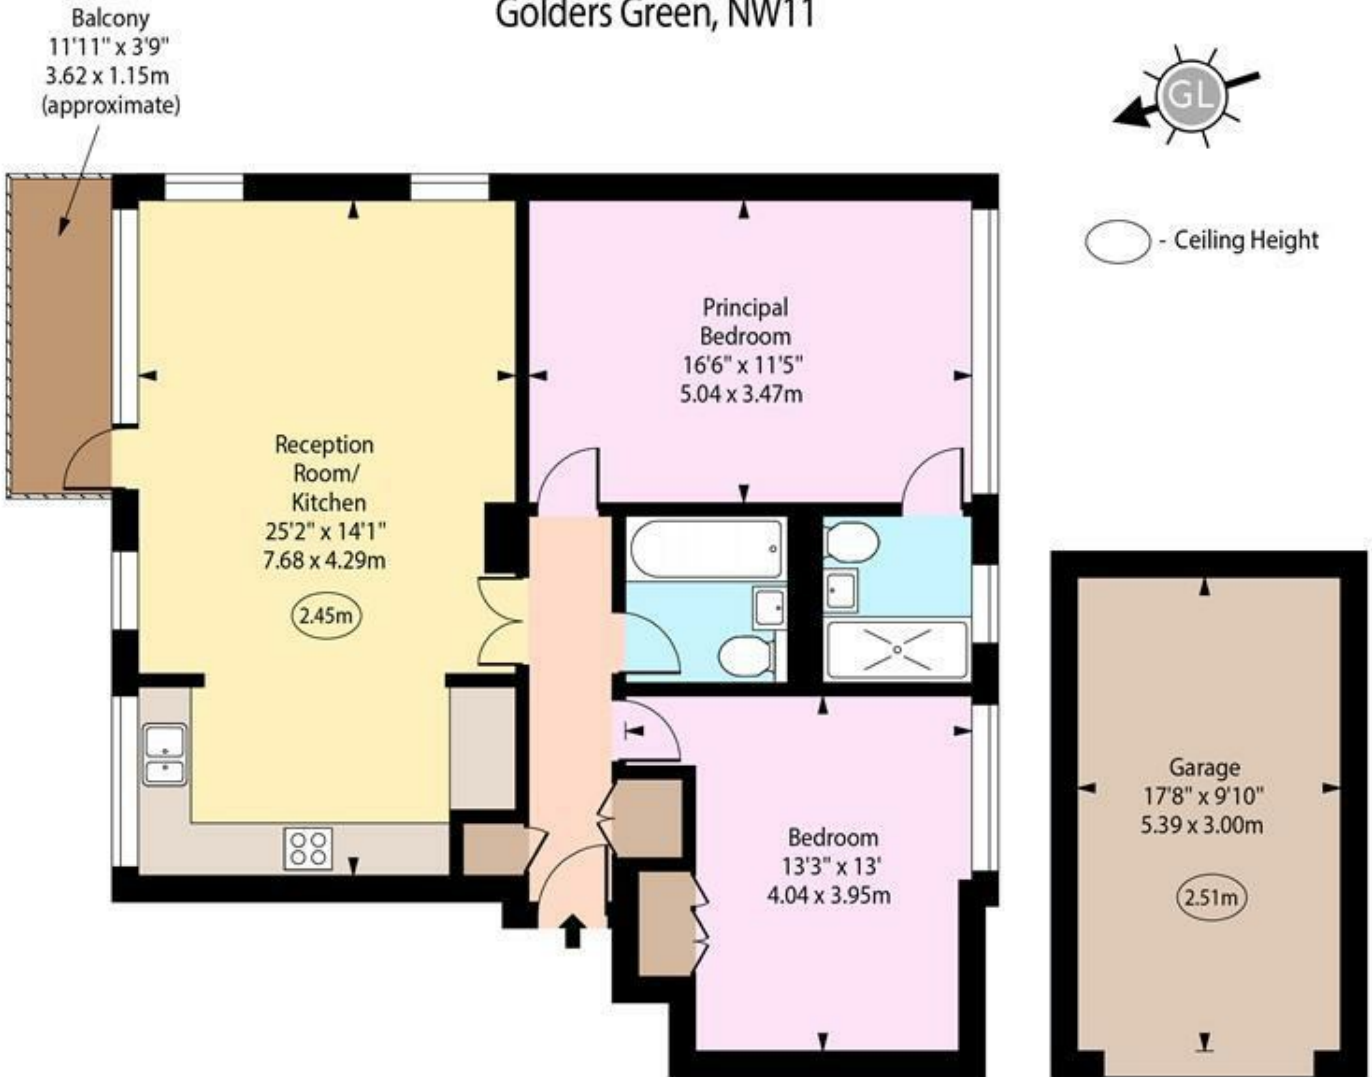 Golders Green, NW11
Balcony
11'11" x 3'9"
3.62 x 1.15m
(approximate)
GL
- Ceiling Height
Principal
Bedroom
16'6" x 11'5"
5.04 x 3.47m
Reception
Room/
Kitchen
25'2" x 14'1"
7.68 x 4.29m
2.45m
Bedroom
13'3" x 13'
4.04 x 3.95m
Garage
17'8" x 9'10"
5.39 x 3.00m
2.51m